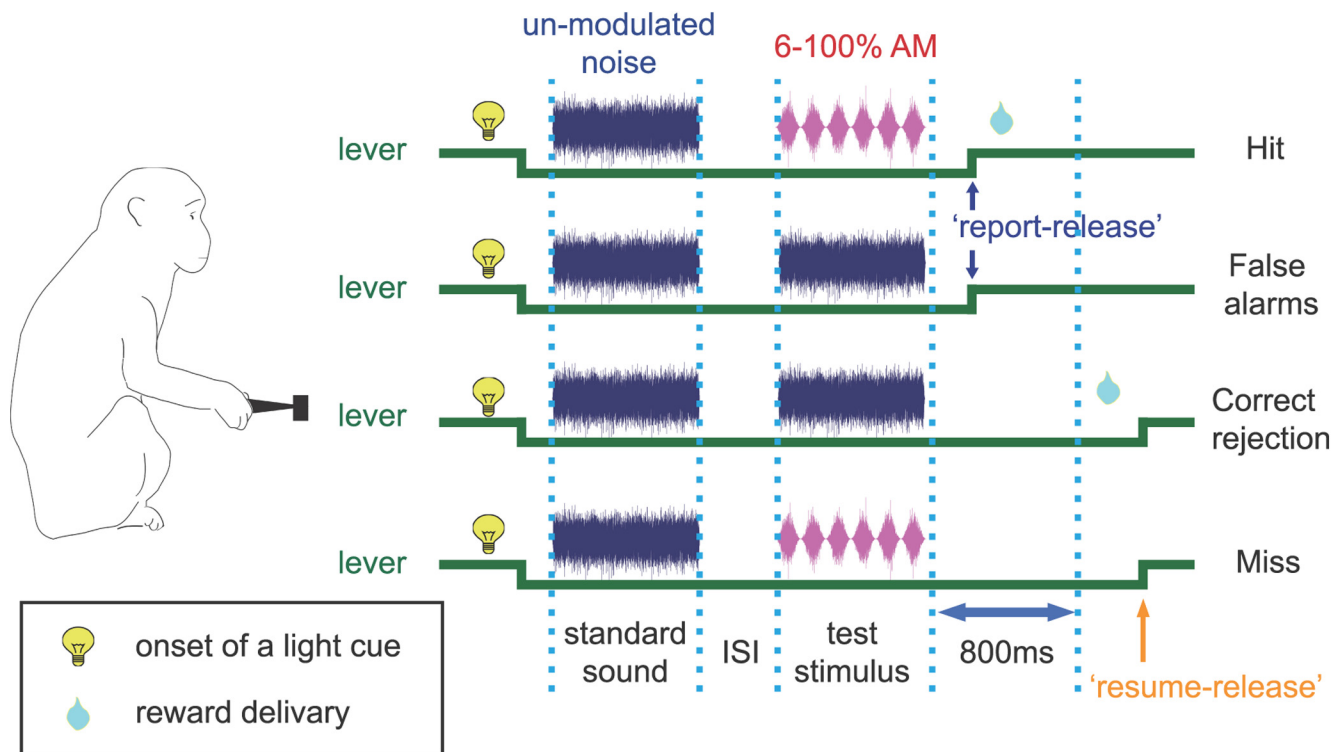 un-modulated
noise
6-100% AM
lever
Hit
'report-release'
lever
False
alarms
lever
Correct
rejection
lever
Miss
standard
sound
ISI
test
stimulus
800ms
'resume-release'
onset of a light cue
reward delivary